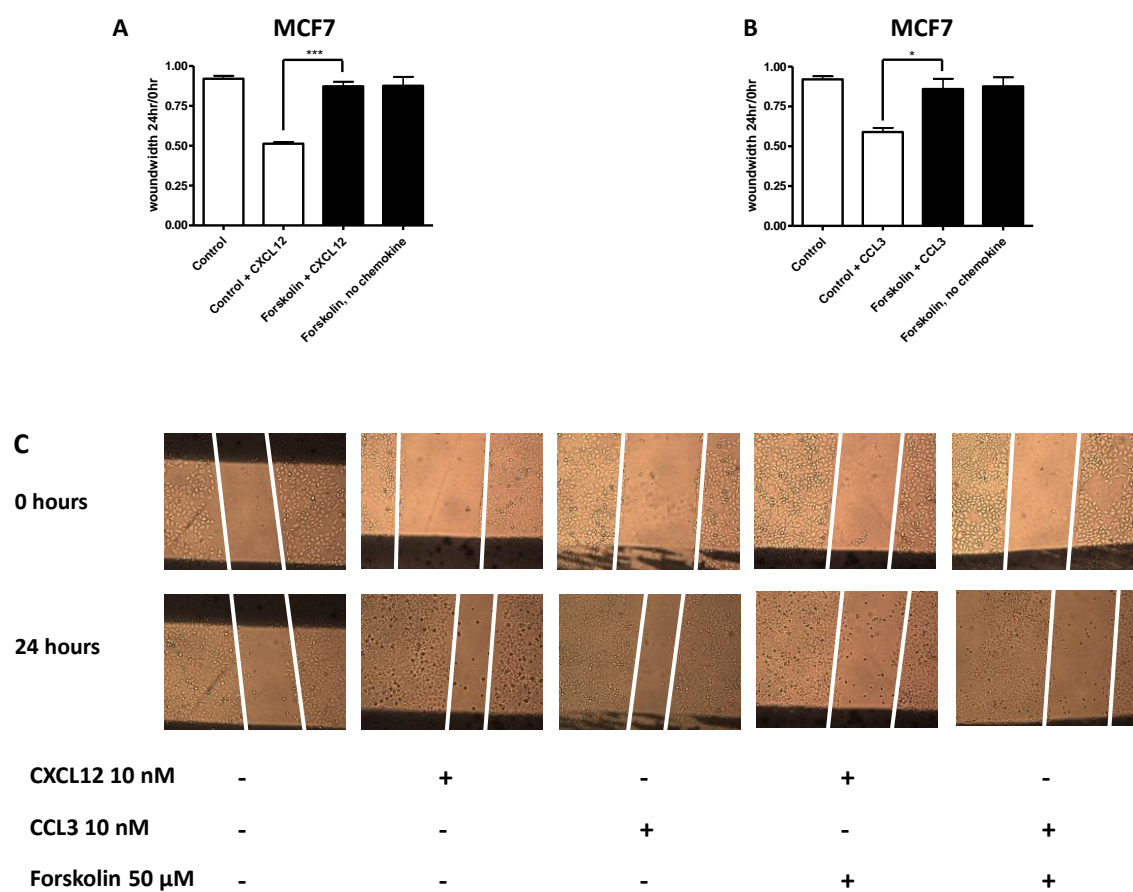 A
MCF7
***
woundwidth 24hr/0hr
1.00
0.75
0.50
0.25
0.00
Control
Control + CXCL12
Forskolin + CXCL12
Forskolin, no chemokine
B
MCF7
*
woundwidth 24hr/0hr
1.00
0.75
0.50
0.25
0.00
Control
Control + CCL3
Forskolin + CCL3
Forskolin, no chemokine
C
0 hours
24 hours
CXCL12 10 nM - + - + -
CCL3 10 nM - - + - +
Forskolin 50 µM - - - + +